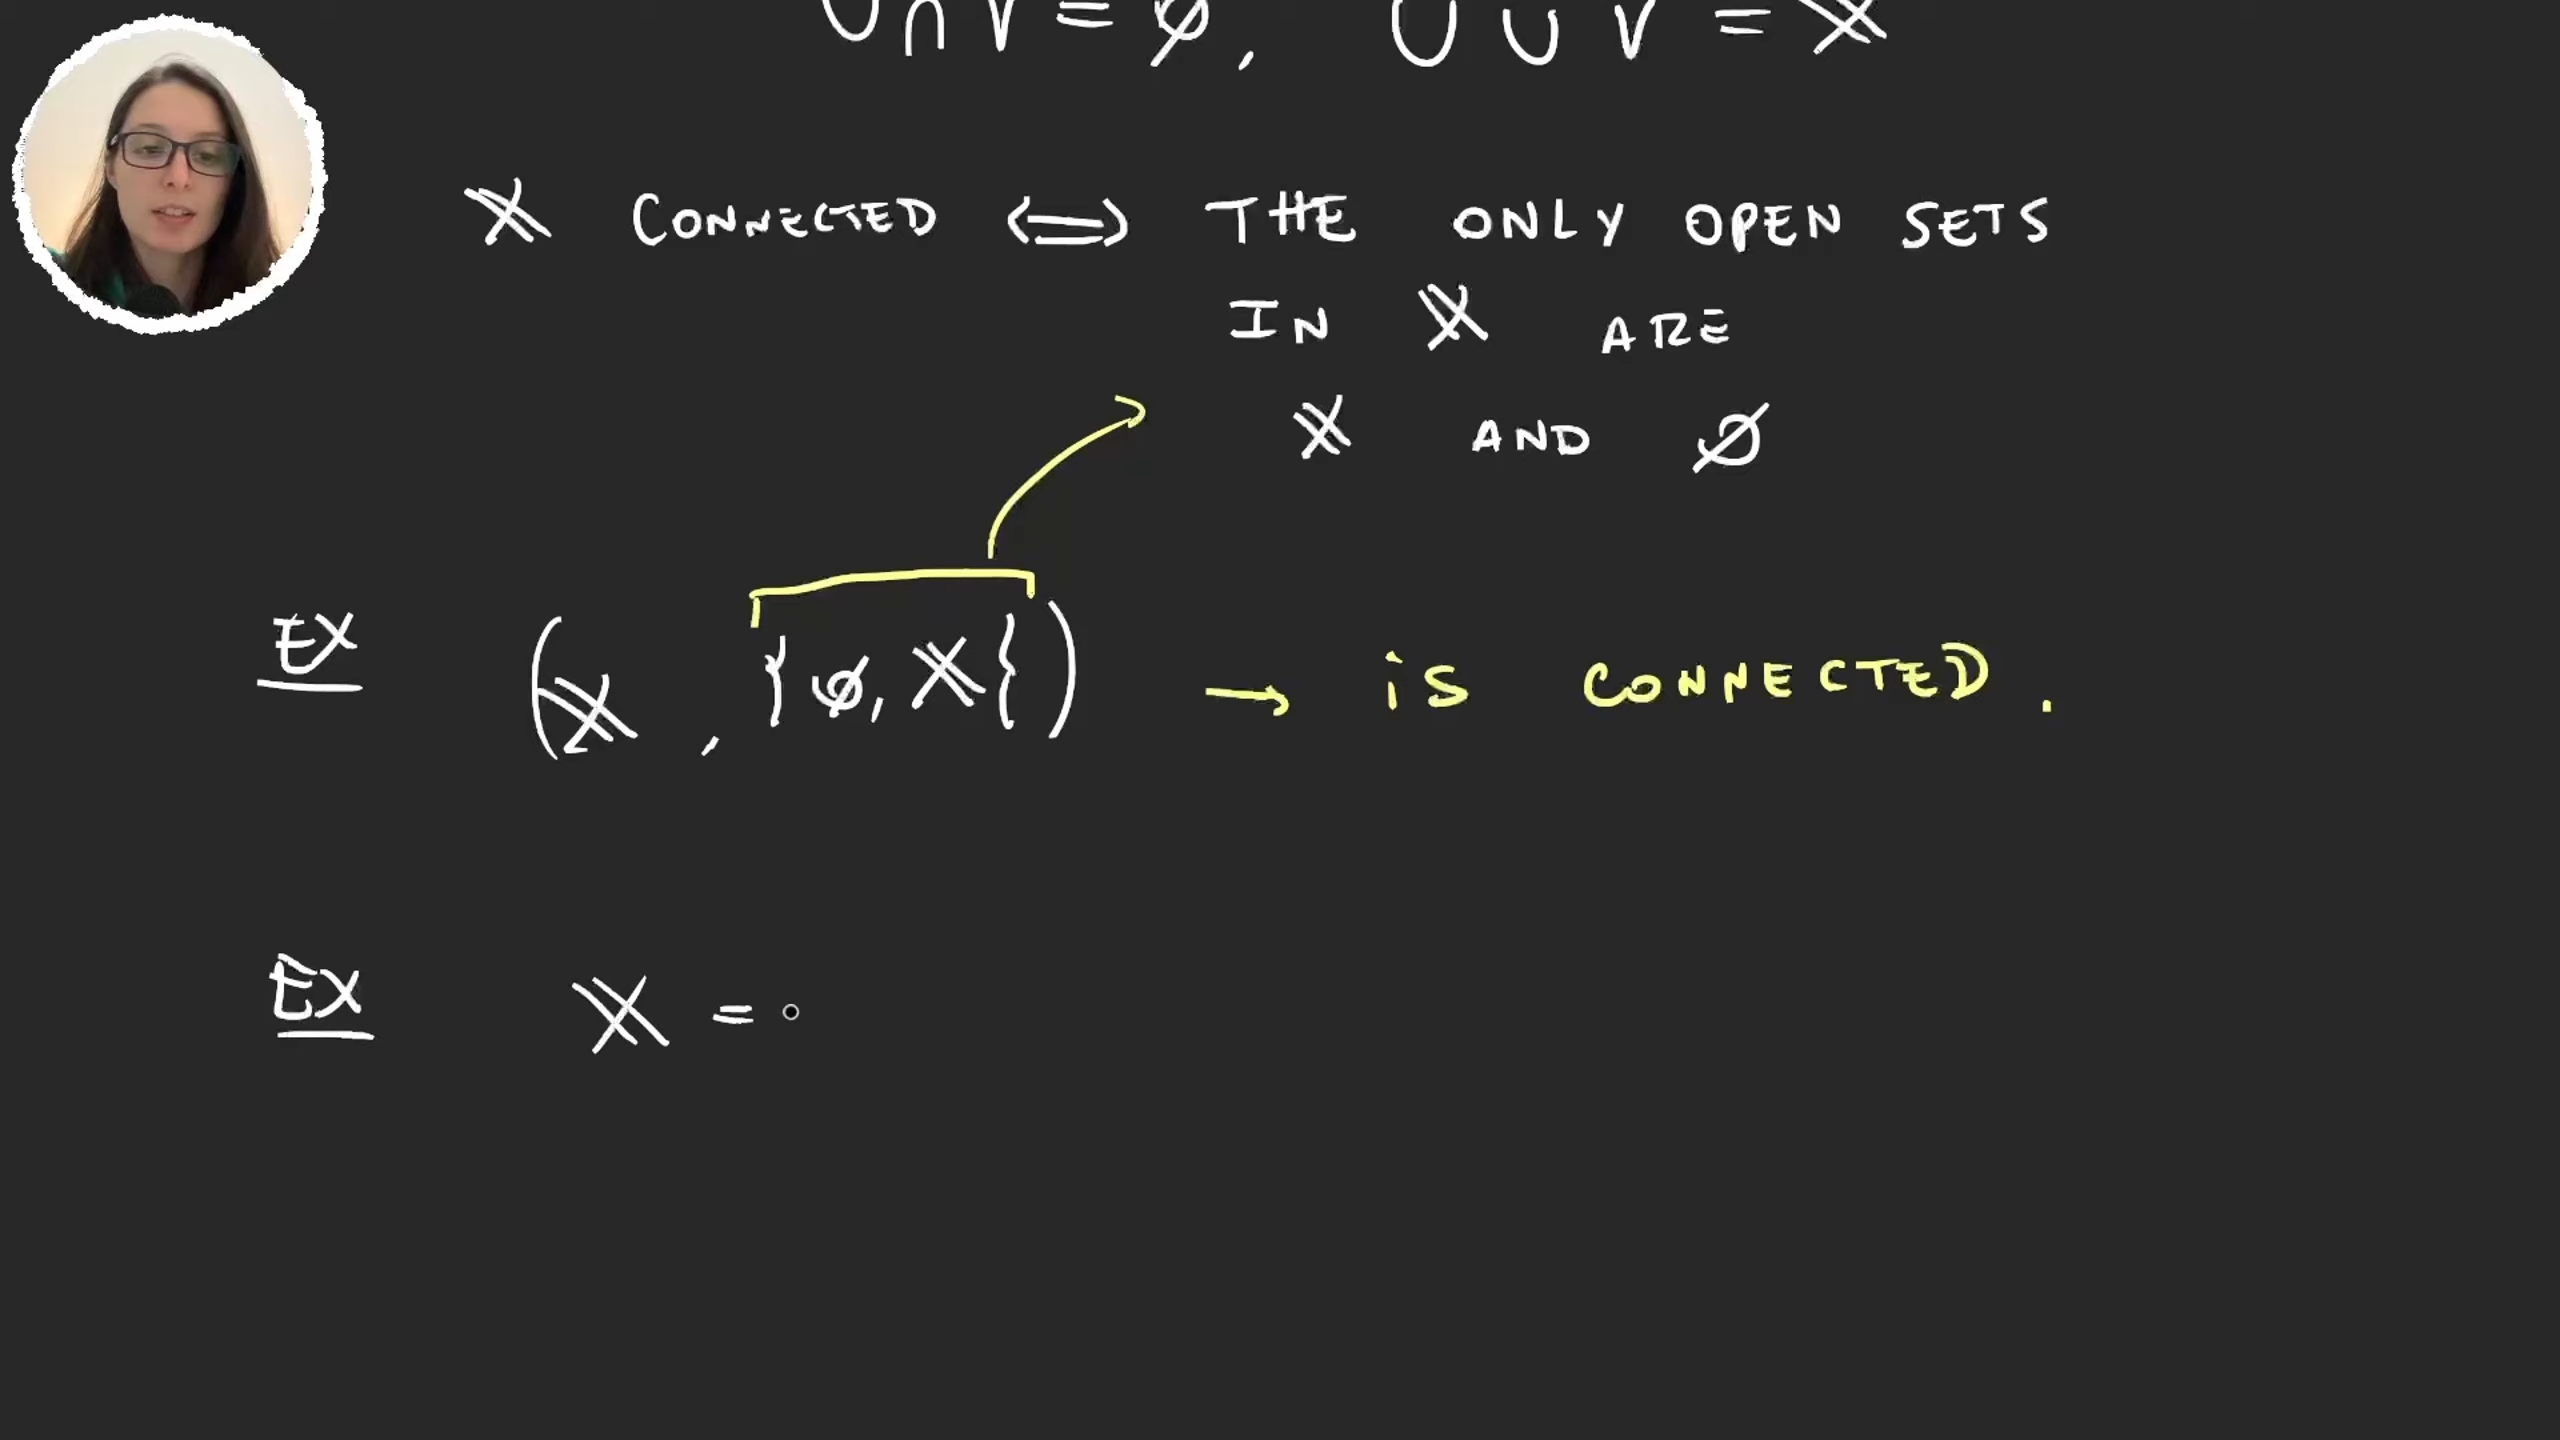 U ∩ V = ∅, U ∪ V = X
X CONNECTED <=> THE ONLY OPEN SETS
IN X ARE
X AND ∅
EX (X, {∅, X}) → is CONNECTED.
EX X =